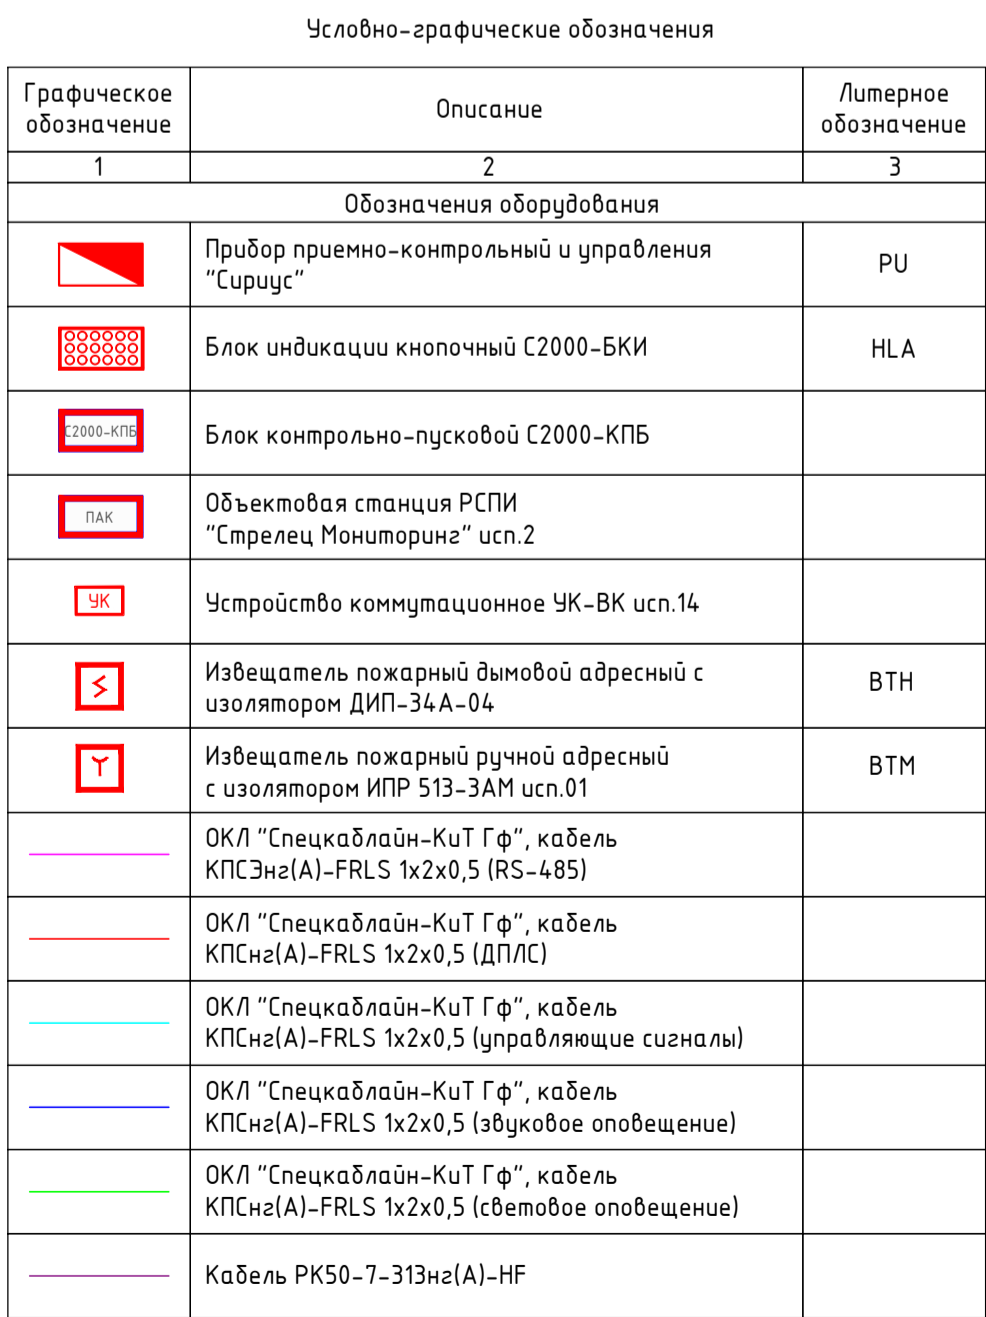 Условно-графические обозначения
Графическое
обозначение
Описание
Литерное
обозначение
1
2
3
Обозначения оборудования
Прибор приемно-контрольный и управления
"Сириус"
PU
Блок индикации кнопочный С2000-БКИ
HLA
С2000-КПБ
Блок контрольно-пусковой С2000-КПБ
ПАК
Объектовая станция РСПИ
"Стрелец Мониторинг" исп.2
УК
Устройство коммутационное УК-ВК исп.14
Извещатель пожарный дымовой адресный с
изолятором ДИП-34А-04
BTH
Извещатель пожарный ручной адресный
с изолятором ИПР 513-3АМ исп.01
BTM
ОКЛ "Спецкаблайн-КиТ Гф", кабель
КПСЭнг(А)-FRLS 1х2х0,5 (RS-485)
ОКЛ "Спецкаблайн-КиТ Гф", кабель
КПСнг(А)-FRLS 1х2х0,5 (ДПЛС)
ОКЛ "Спецкаблайн-КиТ Гф", кабель
КПСнг(А)-FRLS 1х2х0,5 (управляющие сигналы)
ОКЛ "Спецкаблайн-КиТ Гф", кабель
КПСнг(А)-FRLS 1х2х0,5 (звуковое оповещение)
ОКЛ "Спецкаблайн-КиТ Гф", кабель
КПСнг(А)-FRLS 1х2х0,5 (световое оповещение)
Кабель РК50-7-313нг(А)-HF